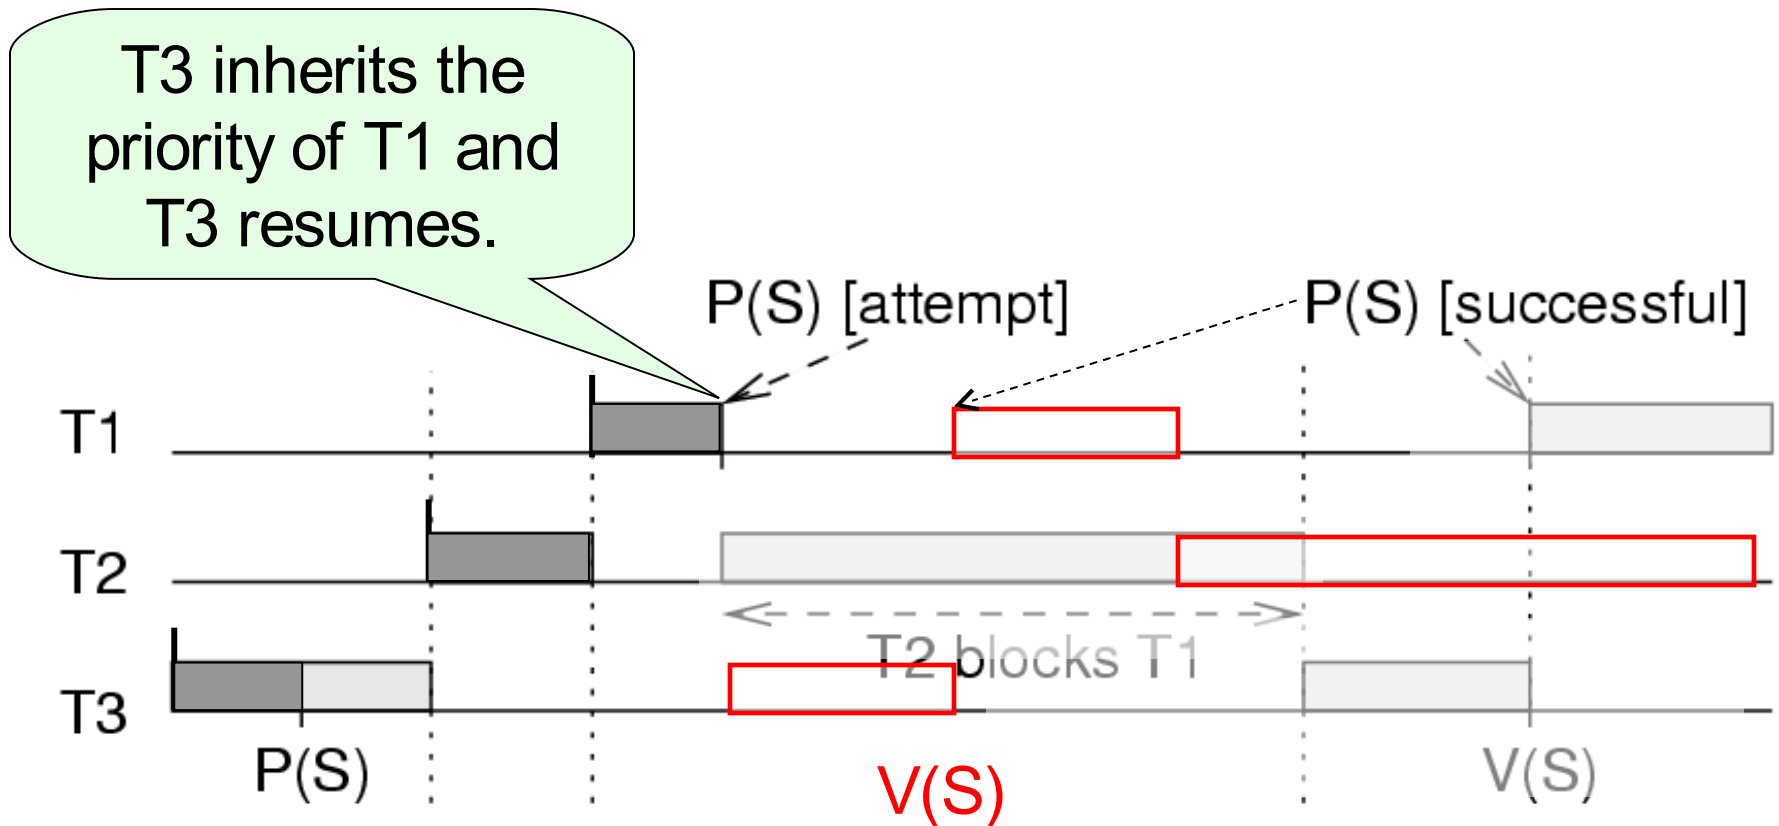 T3 inherits the
priority of T1 and
T3 resumes.
P(S) [attempt]
P(S) [successful]
T1
T2
T2 blocks T1
T3
P(S)
V(S)
V(S)